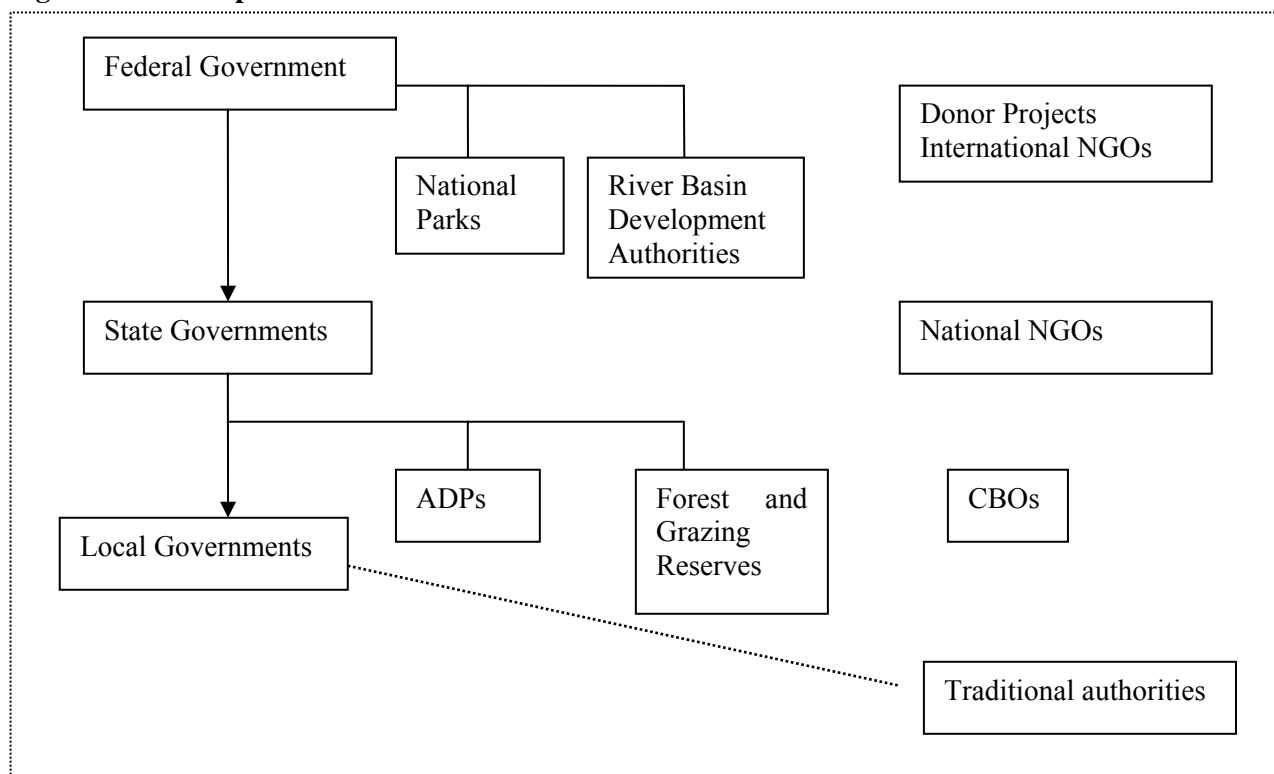 Federal Government
Donor Projects
International NGOs
National
Parks
River Basin
Development
Authorities
State Governments
National NGOs
ADPs
Forest and
Grazing
Reserves
CBOs
Local Governments
Traditional authorities